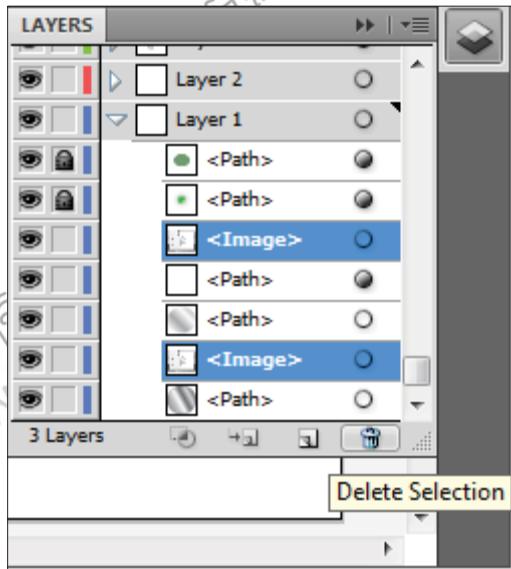 LAYERS
Layer 2
Layer 1
<Path>
<Path>
<Image>
<Path>
<Path>
<Image>
<Path>
3 Layers
Delete Selection